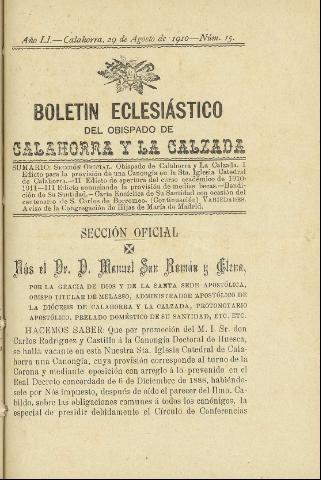 Año LI.—Calahorra, 29 de Agosto de 1910—Núm. 15.
BOLETIN ECLESIÁSTICO
DEL OBISPADO DE
CALAHORRA Y LA CALZADA
SUMARIO: SECCIÓN OFICIAL. Obispado de Calahorra y La Calzada. I
Edicto para la provisión de una Canongía en la Sta. Iglesia Catedral
de Calahorra.—II Edicto de apertura del curso académico de 1910-
1911—III Edicto anunciando la provisión de medias becas.—Bendi-
ción de Su Santidad.—Carta Encíclica de Su Santidad con ocasión del
centenario de S. Carlos de Borromeo. (Continuación) VARIEDADES.
Aviso de la Congregación de Hijas de María de Madrid.
SECCIÓN OFICIAL
Nós el Dr. D. Manuel San Román y Elena,
POR LA GRACIA DE DIOS Y DE LA SANTA SEDE APOSTÓLICA,
OBISPO TITULAR DE MELASSO, ADMINISTRADOR APOSTÓLICO DE
LA DIÓCESIS DE CALAHORRA Y LA CALZADA, PROTONOTARIO
APOSTÓLICO, PRELADO DOMÉSTICO DE SU SANTIDAD, ETC. ETC.
HACEMOS SABER: Que por promoción del M. I. Sr. don
Carlos Rodríguez y Castillo á la Canongía Doctoral de Huesca,
se halla vacante en esta Nuestra Sta. Iglesia Catedral de Cala-
horra una Canongía, cuya provisión corresponde al turno de la
Corona y mediante oposición con arreglo á lo prevenido en el
Real Decreto concordado de 6 de Diciembre de 1888, habiéndo-
sele por Nós impuesto, después de oído el parecer del Ilmo. Ca-
bildo, sobre las obligaciones comunes á todos los canónigos, la
especial de presidir debidamente el Círculo de Conferencias